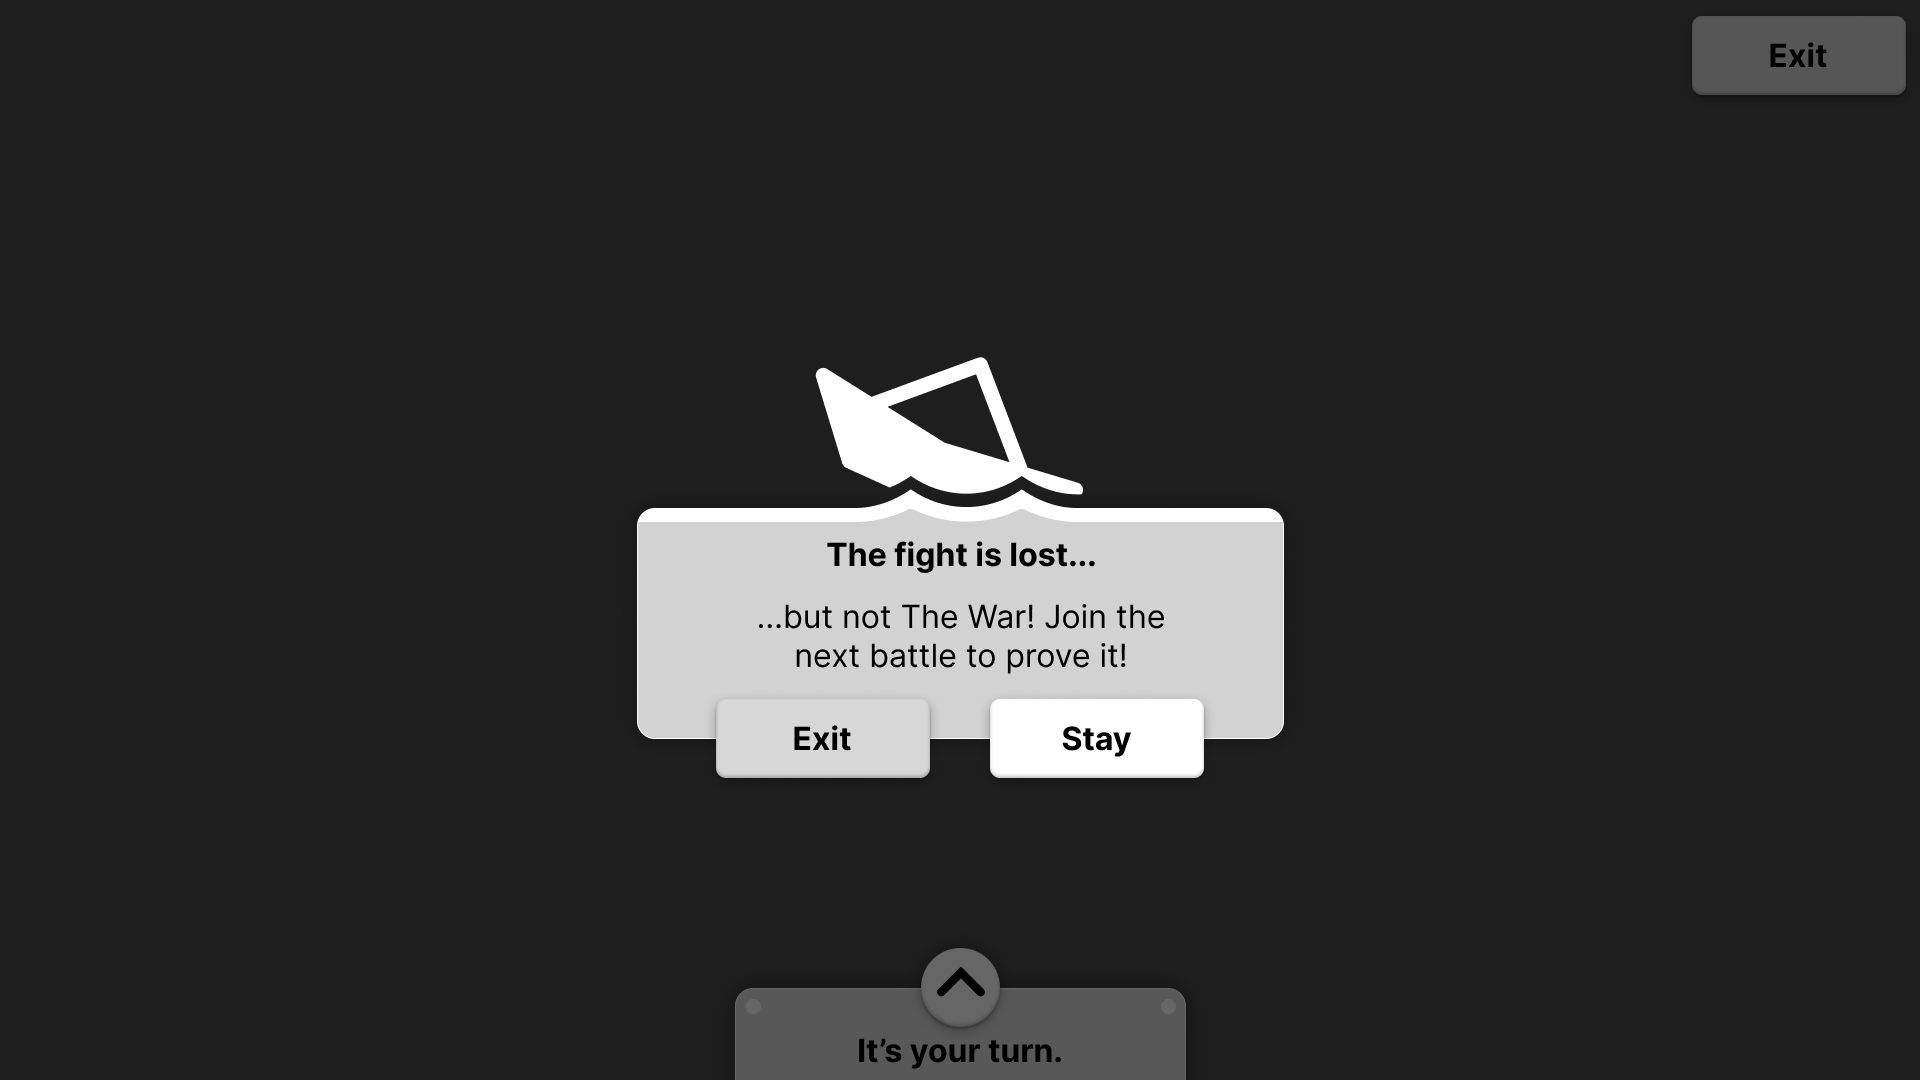 Exit
The fight is lost...
...but not The War! Join the
next battle to prove it!
Exit
Stay
It’s your turn.